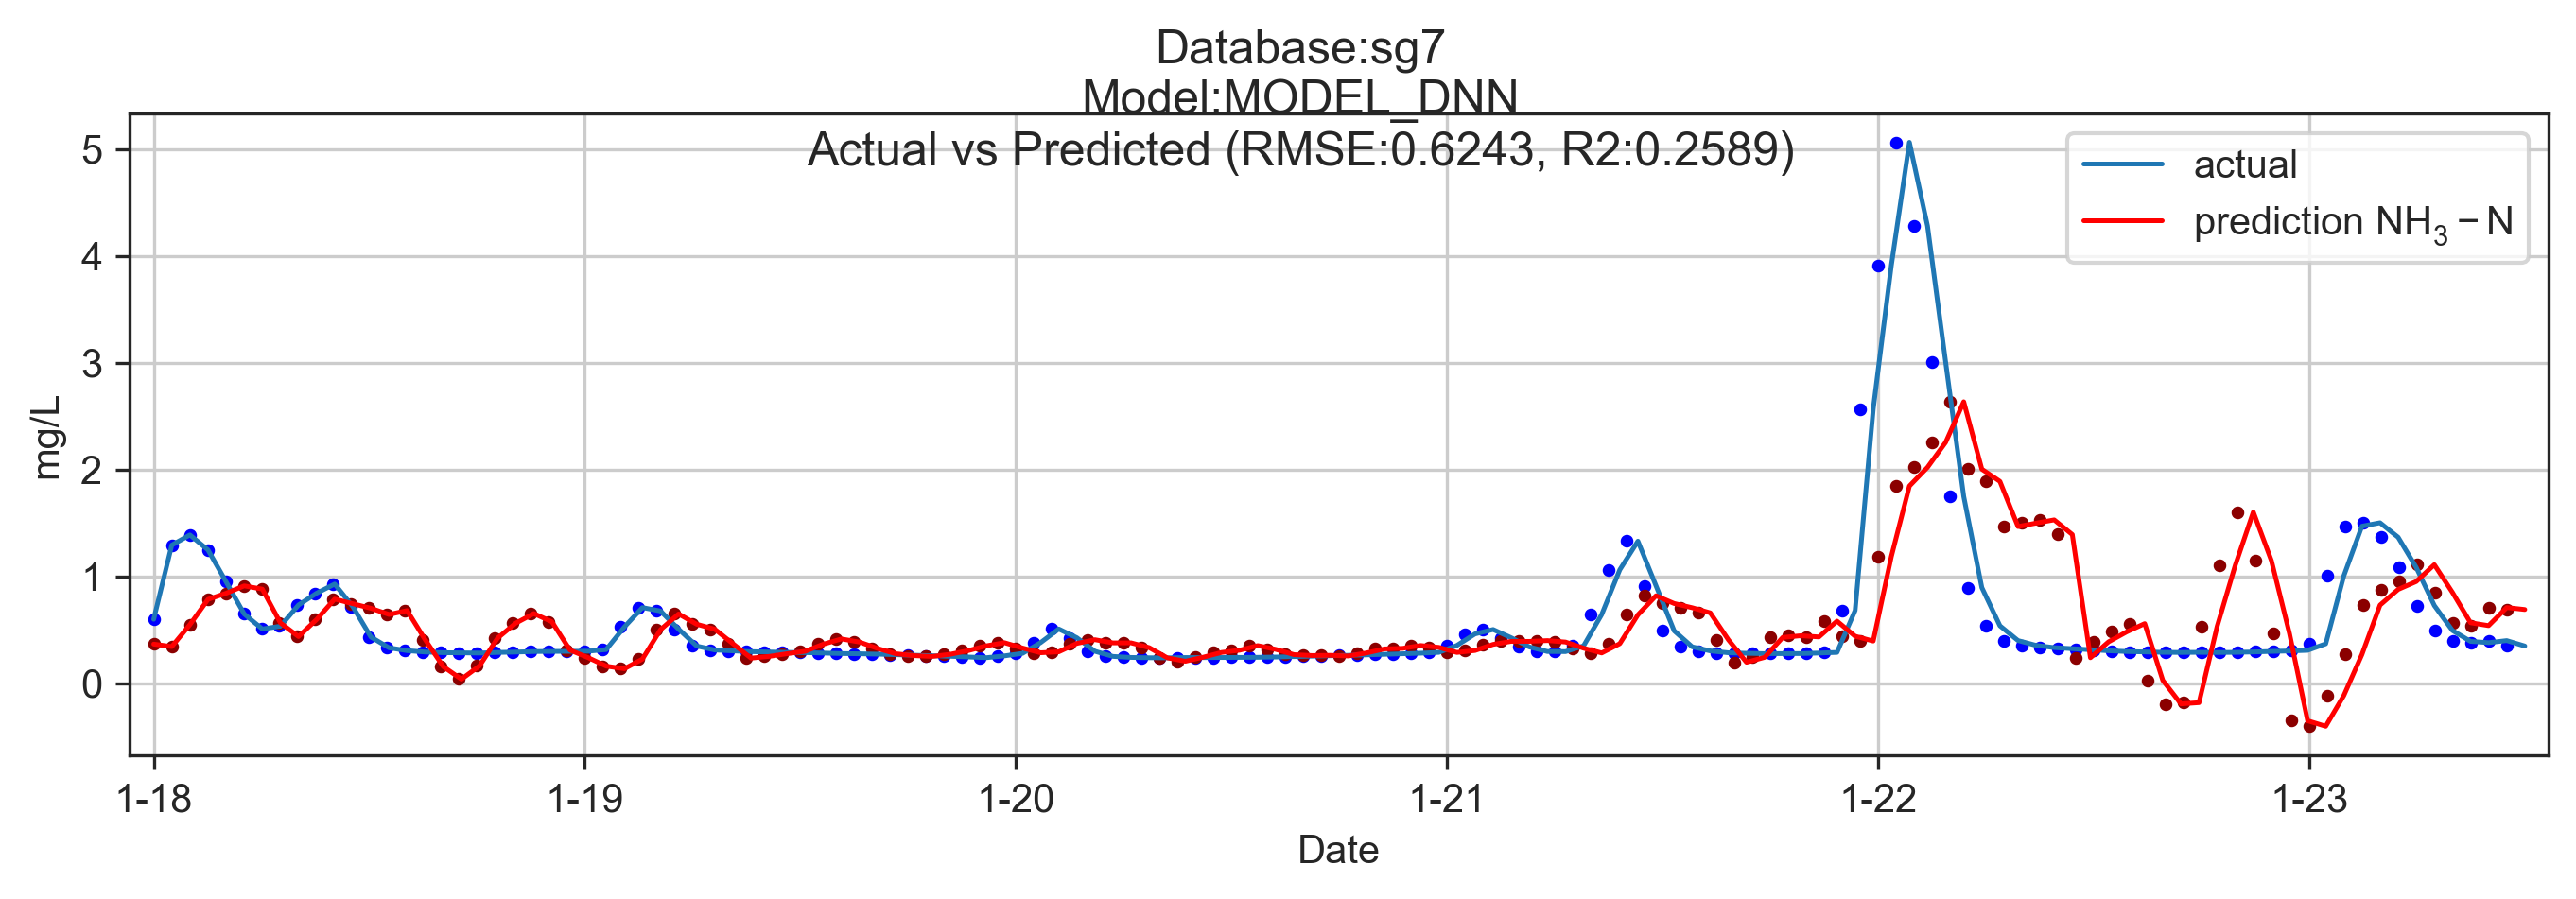 Database:sg7
Model:MODEL_DNN
Actual vs Predicted (RMSE:0.6243, R2:0.2589)
actual
prediction NH₃ − N
5
4
3
2
1
0
mg/L
1-18 1-19 1-20 1-21 1-22 1-23
Date